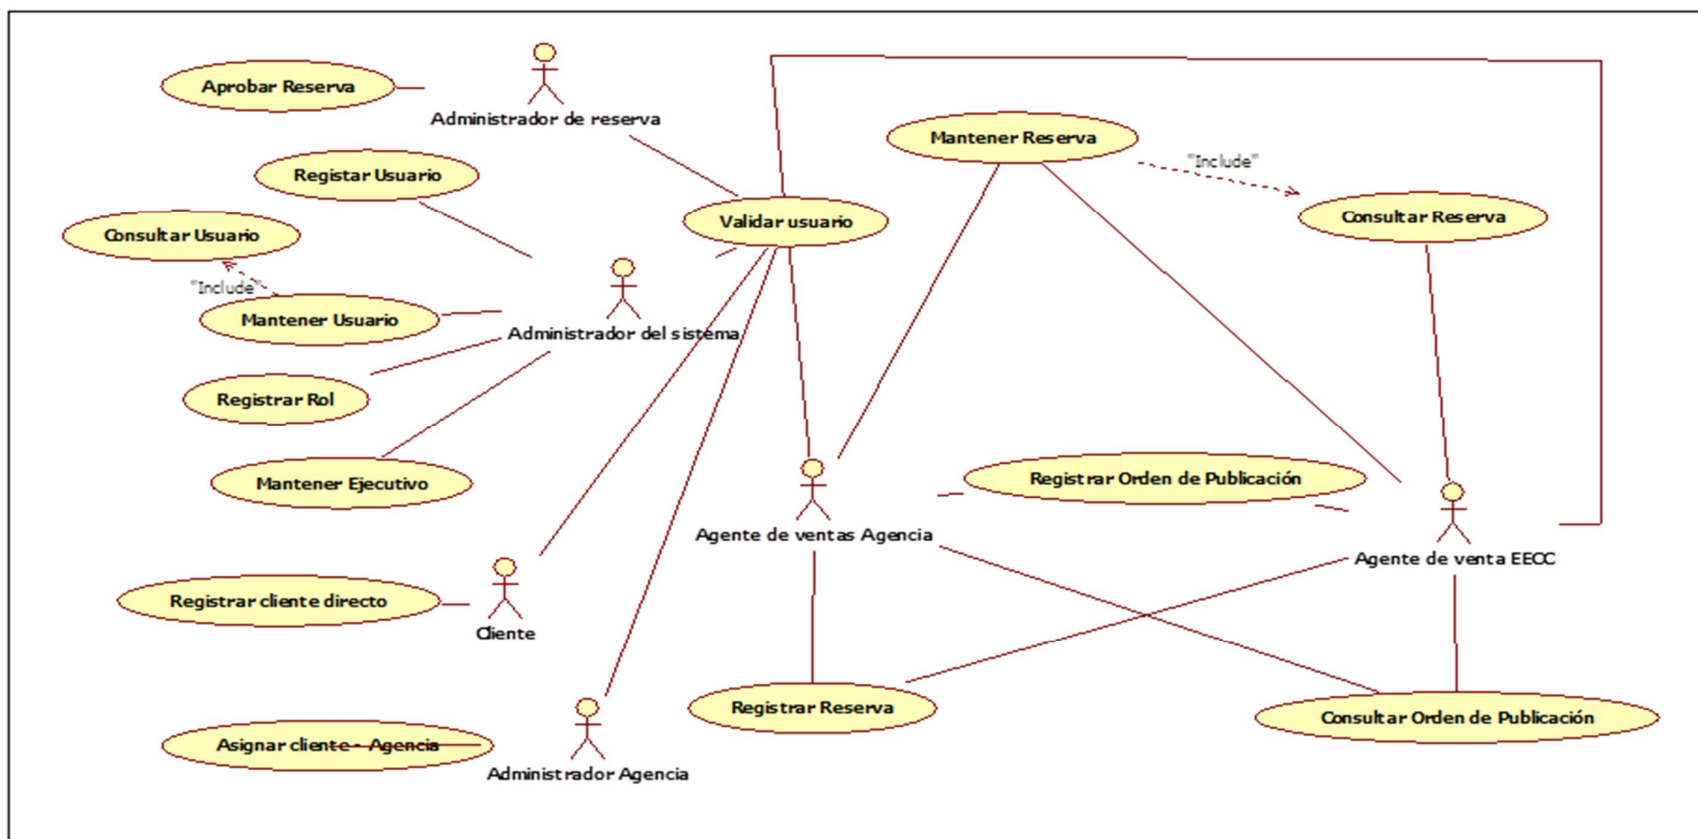 Aprobar Reserva
Administrador de reserva
Mantener Reserva
"Include"
Registar Usuario
Validar usuario
Consultar Reserva
Consultar Usuario
"Include"
Mantener Usuario
Administrador del sistema
Registrar Rol
Mantener Ejecutivo
Registrar Orden de Publicación
Agente de ventas Agencia
Agente de venta EECC
Registrar cliente directo
Cliente
Registrar Reserva
Consultar Orden de Publicación
Asignar cliente - Agencia
Administrador Agencia